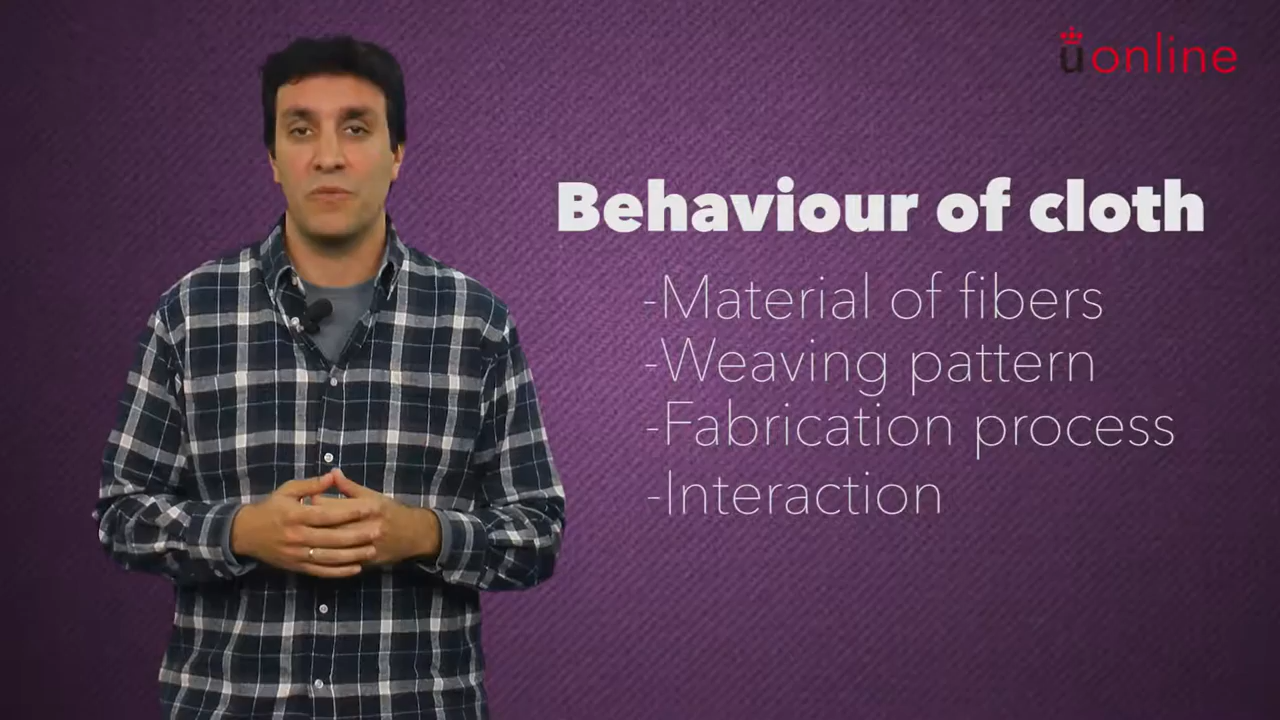 uonline
Behaviour of cloth
-Material of fibers
-Weaving pattern
-Fabrication process
-Interaction